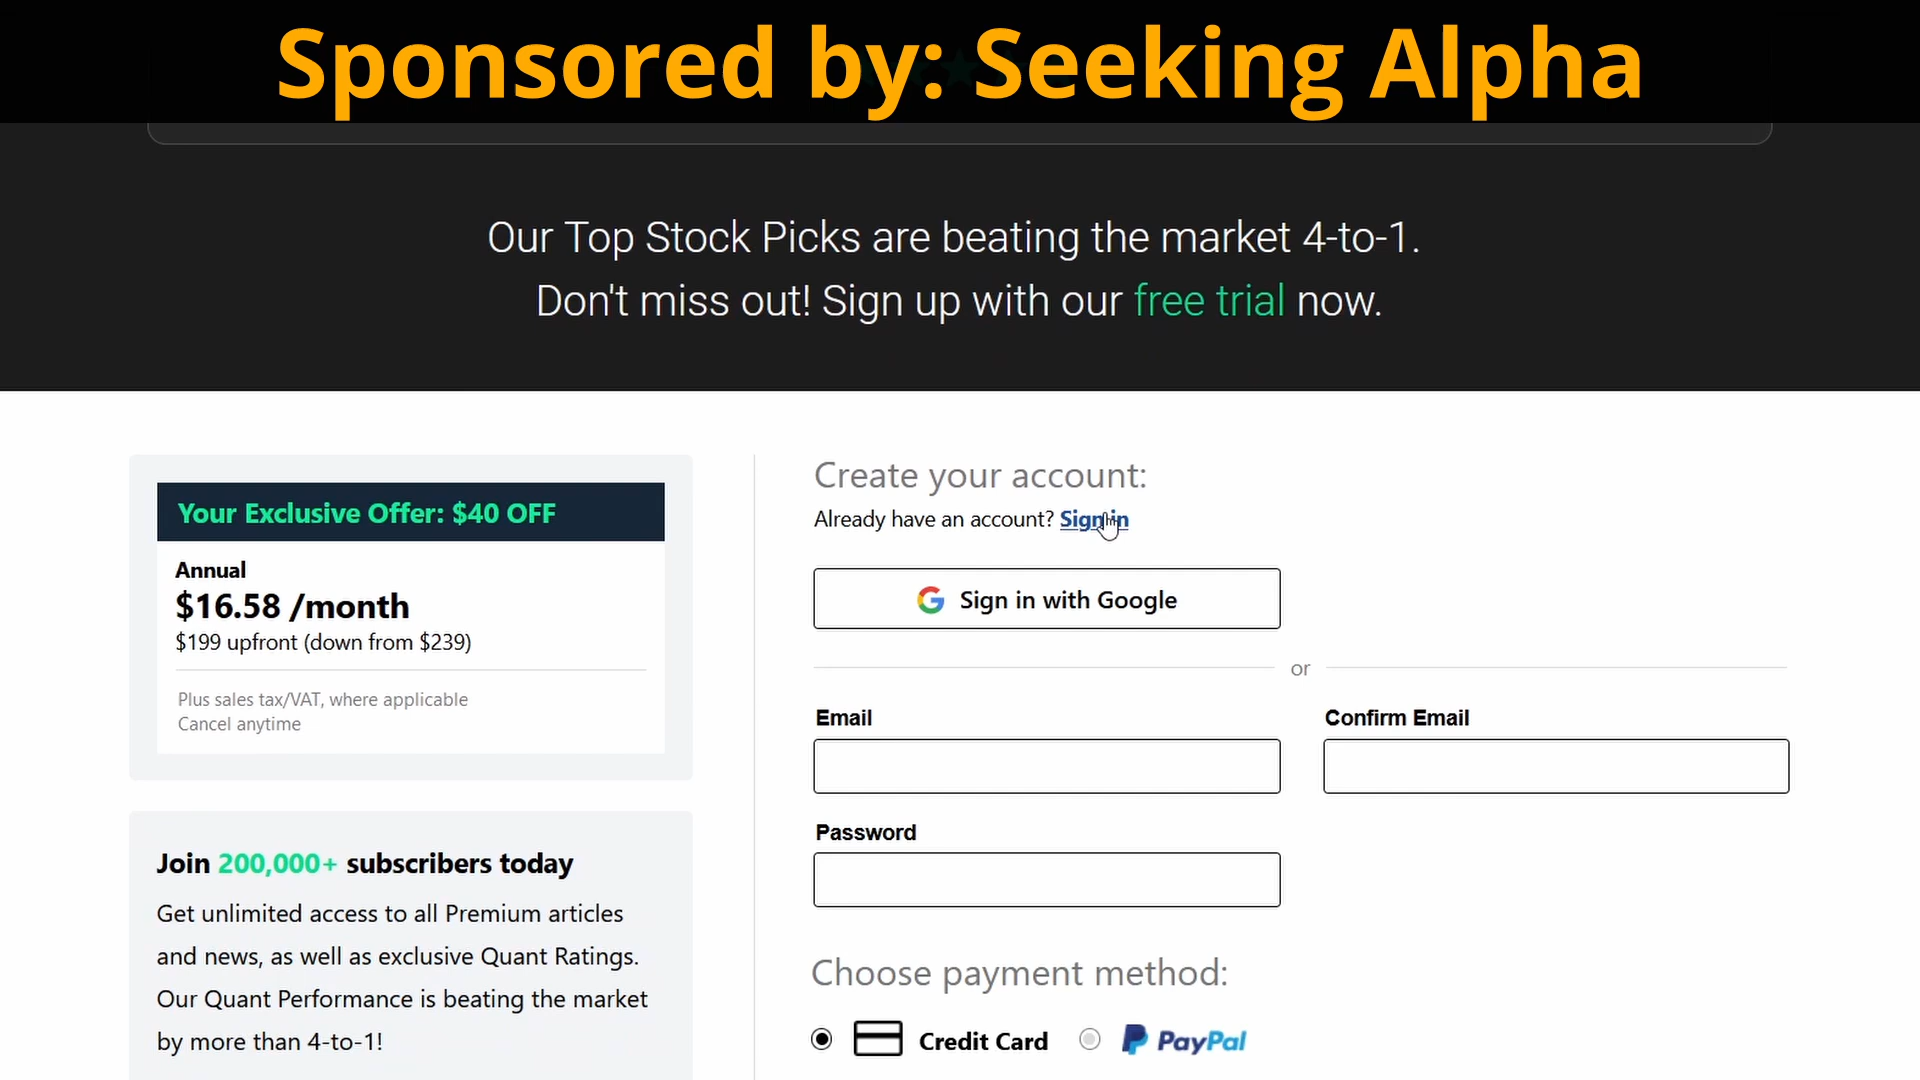 Sponsored by: Seeking Alpha
Our Top Stock Picks are beating the market 4-to-1.
Don't miss out! Sign up with our free trial now.
Your Exclusive Offer: $40 OFF
Annual
$16.58 /month
$199 upfront (down from $239)
Plus sales tax/VAT, where applicable
Cancel anytime
Join 200,000+ subscribers today
Get unlimited access to all Premium articles
and news, as well as exclusive Quant Ratings.
Our Quant Performance is beating the market
by more than 4-to-1!
Create your account:
Already have an account? Sign in
Sign in with Google
or
Email
Confirm Email
Password
Choose payment method:
Credit Card
PayPal